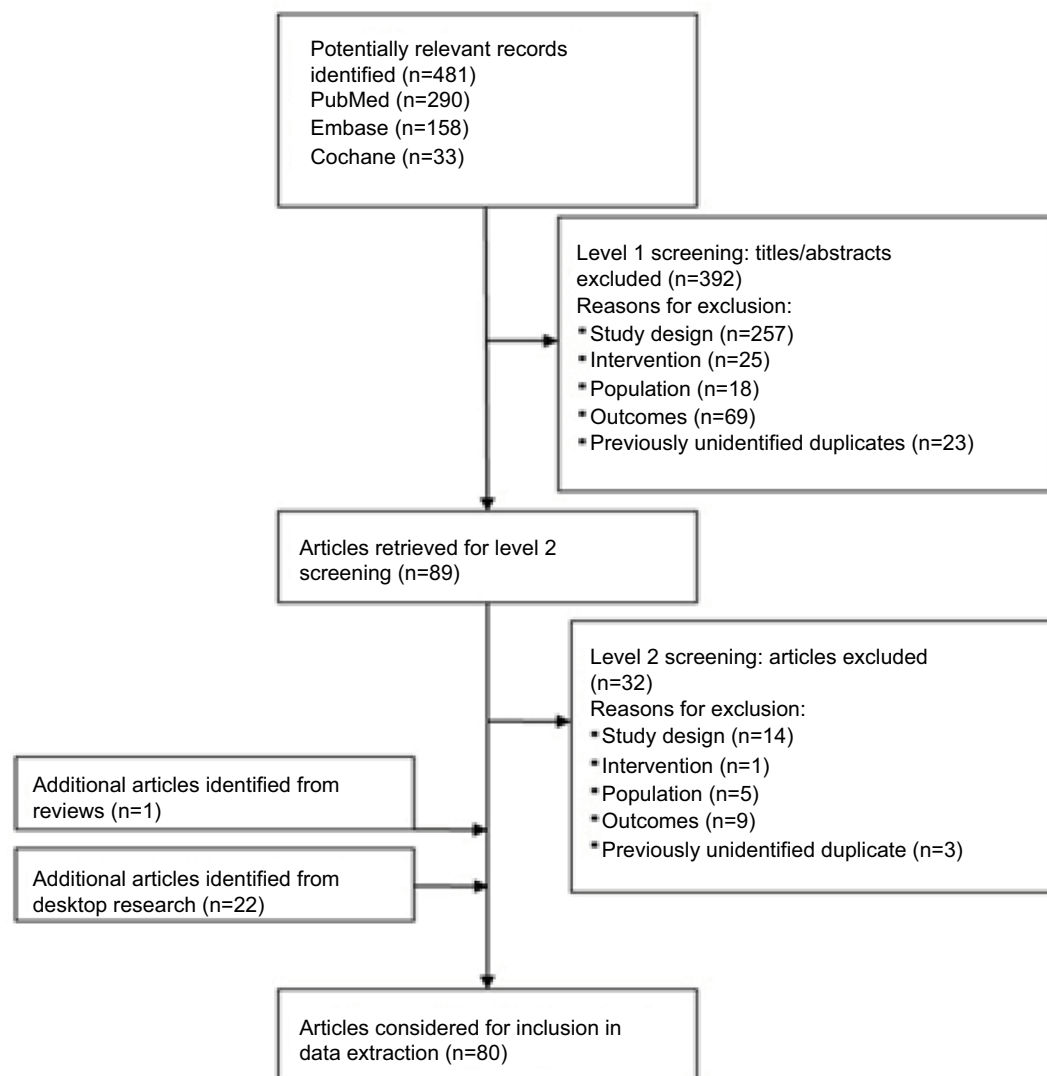 Potentially relevant records
identified (n=481)
PubMed (n=290)
Embase (n=158)
Cochane (n=33)
Level 1 screening: titles/abstracts
excluded (n=392)
Reasons for exclusion:
▪Study design (n=257)
▪Intervention (n=25)
▪Population (n=18)
▪Outcomes (n=69)
▪Previously unidentified duplicates (n=23)
Articles retrieved for level 2
screening (n=89)
Level 2 screening: articles excluded
(n=32)
Reasons for exclusion:
▪Study design (n=14)
▪Intervention (n=1)
▪Population (n=5)
▪Outcomes (n=9)
▪Previously unidentified duplicate (n=3)
Additional articles identified from
reviews (n=1)
Additional articles identified from
desktop research (n=22)
Articles considered for inclusion in
data extraction (n=80)